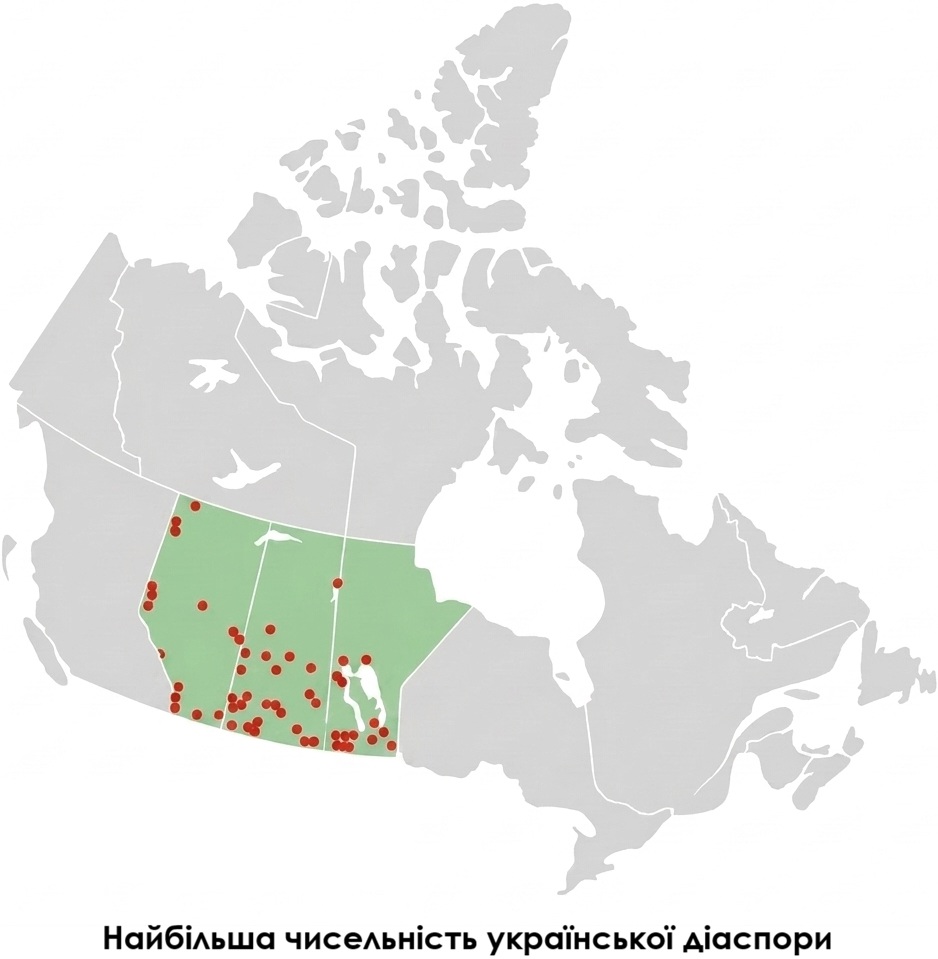 Найбільша чисельність української діаспори